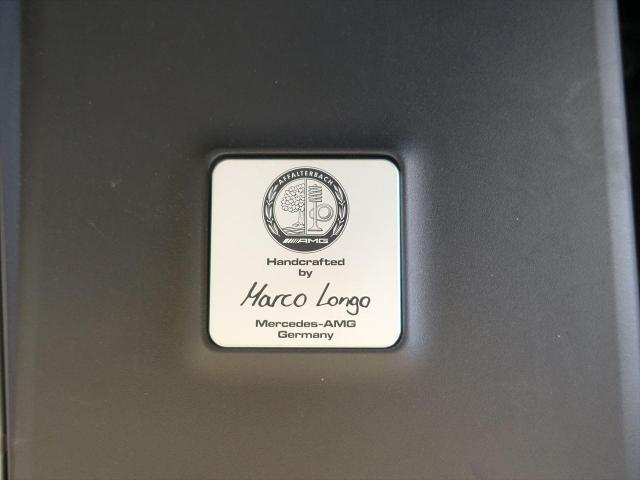 AFFALTERBACH
AMG
Handcrafted
by
Marco Longo
Mercedes-AMG
Germany